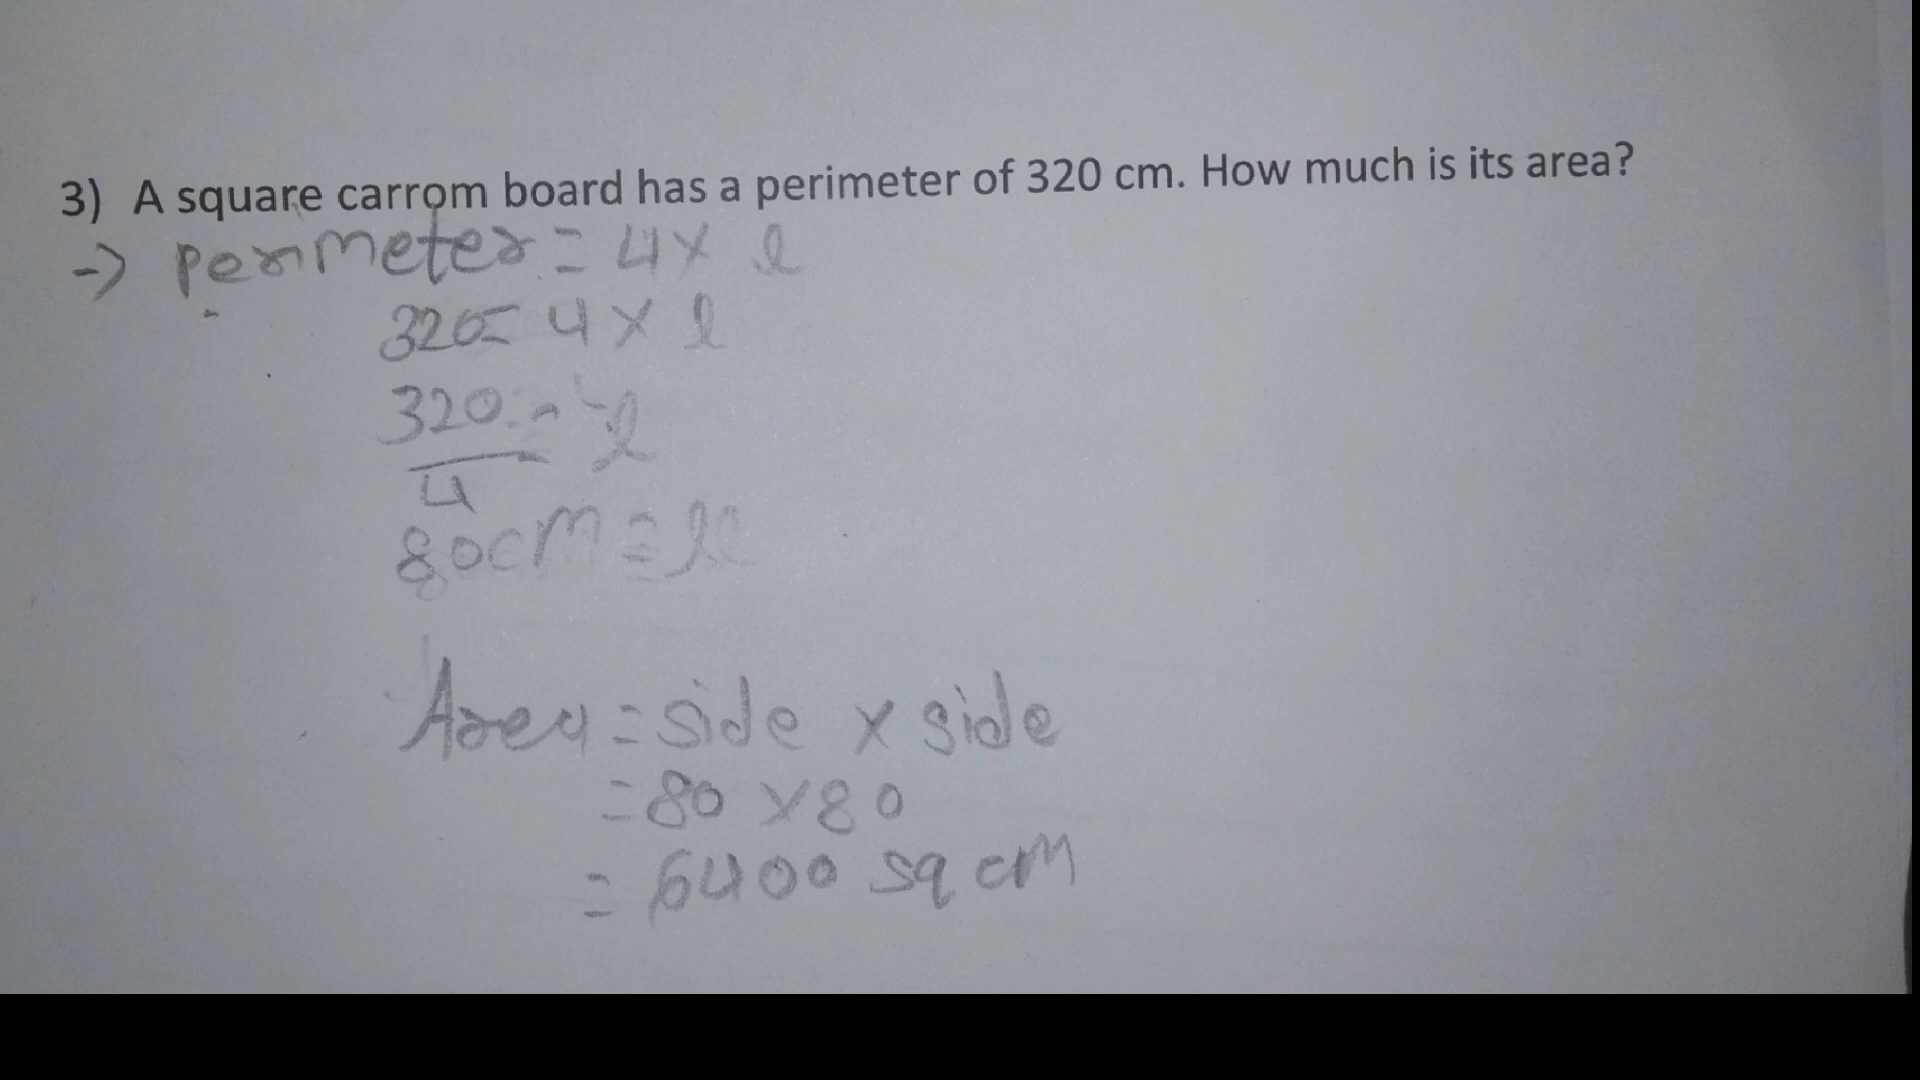 3) A square carrom board has a perimeter of 320 cm. How much is its area?
-> perimeter = 4 x l
320 = 4 x l
320 = l
4
80cm = l
Area = side x side
= 80 x 80
= 6400 sq cm